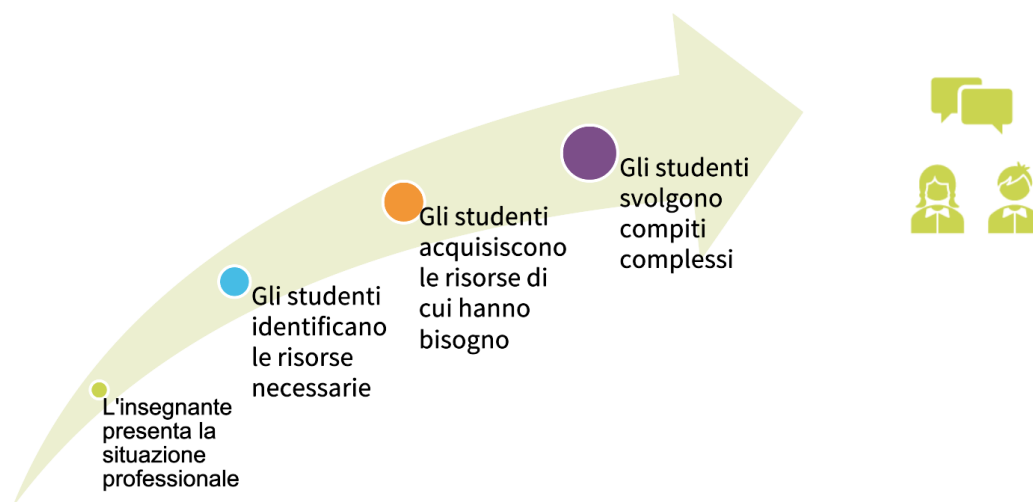 L'insegnante
presenta la
situazione
professionale
Gli studenti
identificano
le risorse
necessarie
Gli studenti
acquisiscono
le risorse di
cui hanno
bisogno
Gli studenti
svolgono
compiti
complessi